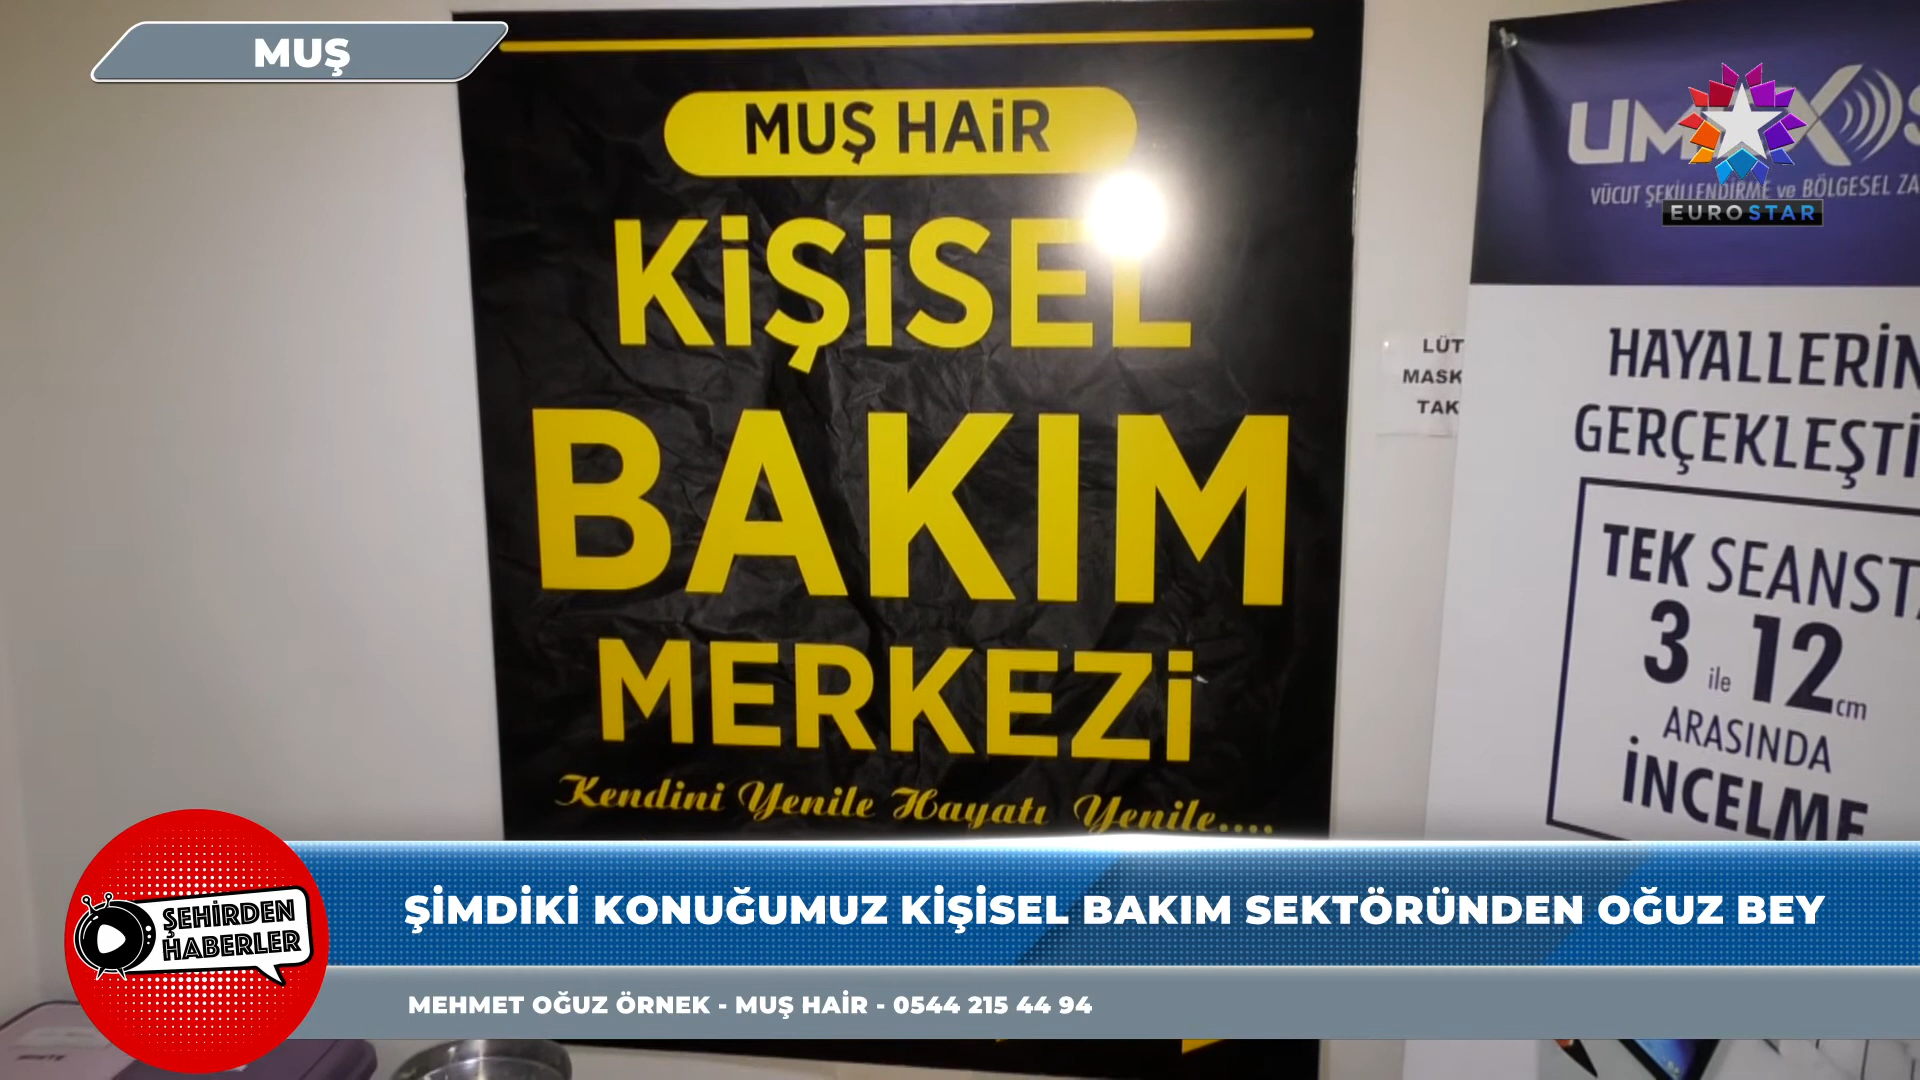 MUŞ
MUŞ HAİR
KİŞİSEL
BAKIM
MERKEZİ
Kendini Yenile Hayatı Yenile....
VÜCUT ŞEKİLLENDİRME ve BÖLGESEL ZA
EUROSTAR
LÜT
MASK
TAK
HAYALLERİN
GERÇEKLEŞTİ
TEK SEANSTA
3 ile 12 cm
ARASINDA
İNCELME
ŞEHİRDEN
HABERLER
ŞİMDİKİ KONUĞUMUZ KİŞİSEL BAKIM SEKTÖRÜNDEN OĞUZ BEY
MEHMET OĞUZ ÖRNEK - MUŞ HAİR - 0544 215 44 94